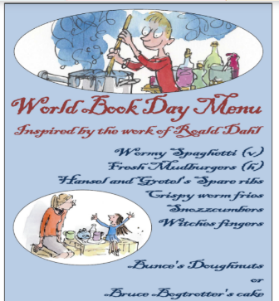 World Book Day Menu
Inspired by the work of Roald Dahl
Wormy Spaghetti (v)
Fresh Mudburgers (h)
Hansel and Gretel's Spare ribs
Crispy worm fries
Snozzcumbers
Witches fingers
Bunce's Doughnuts
or
Bruce Bogtrotter's cake